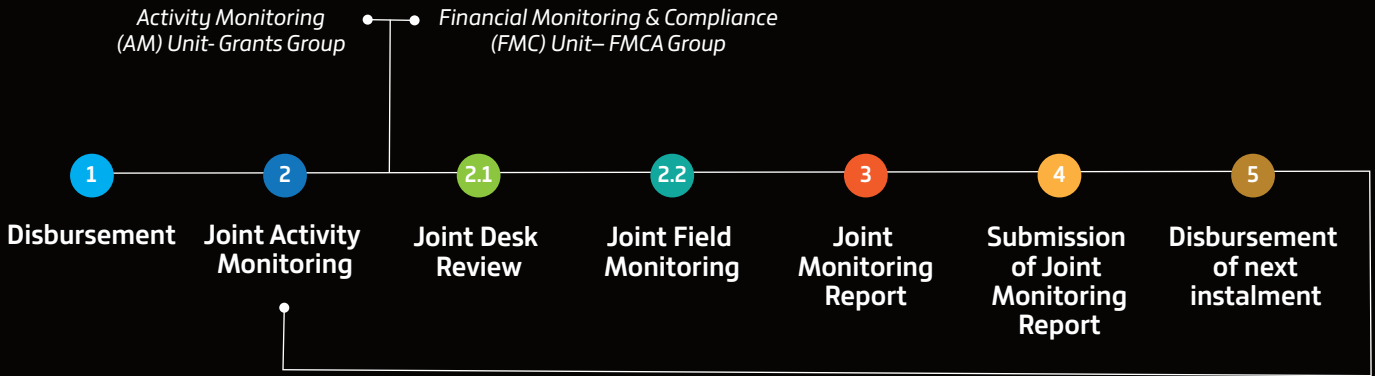 Activity Monitoring
(AM) Unit- Grants Group
Financial Monitoring & Compliance
(FMC) Unit– FMCA Group
1
Disbursement
2
Joint Activity
Monitoring
2.1
Joint Desk
Review
2.2
Joint Field
Monitoring
3
Joint
Monitoring
Report
4
Submission
of Joint
Monitoring
Report
5
Disbursement
of next
instalment